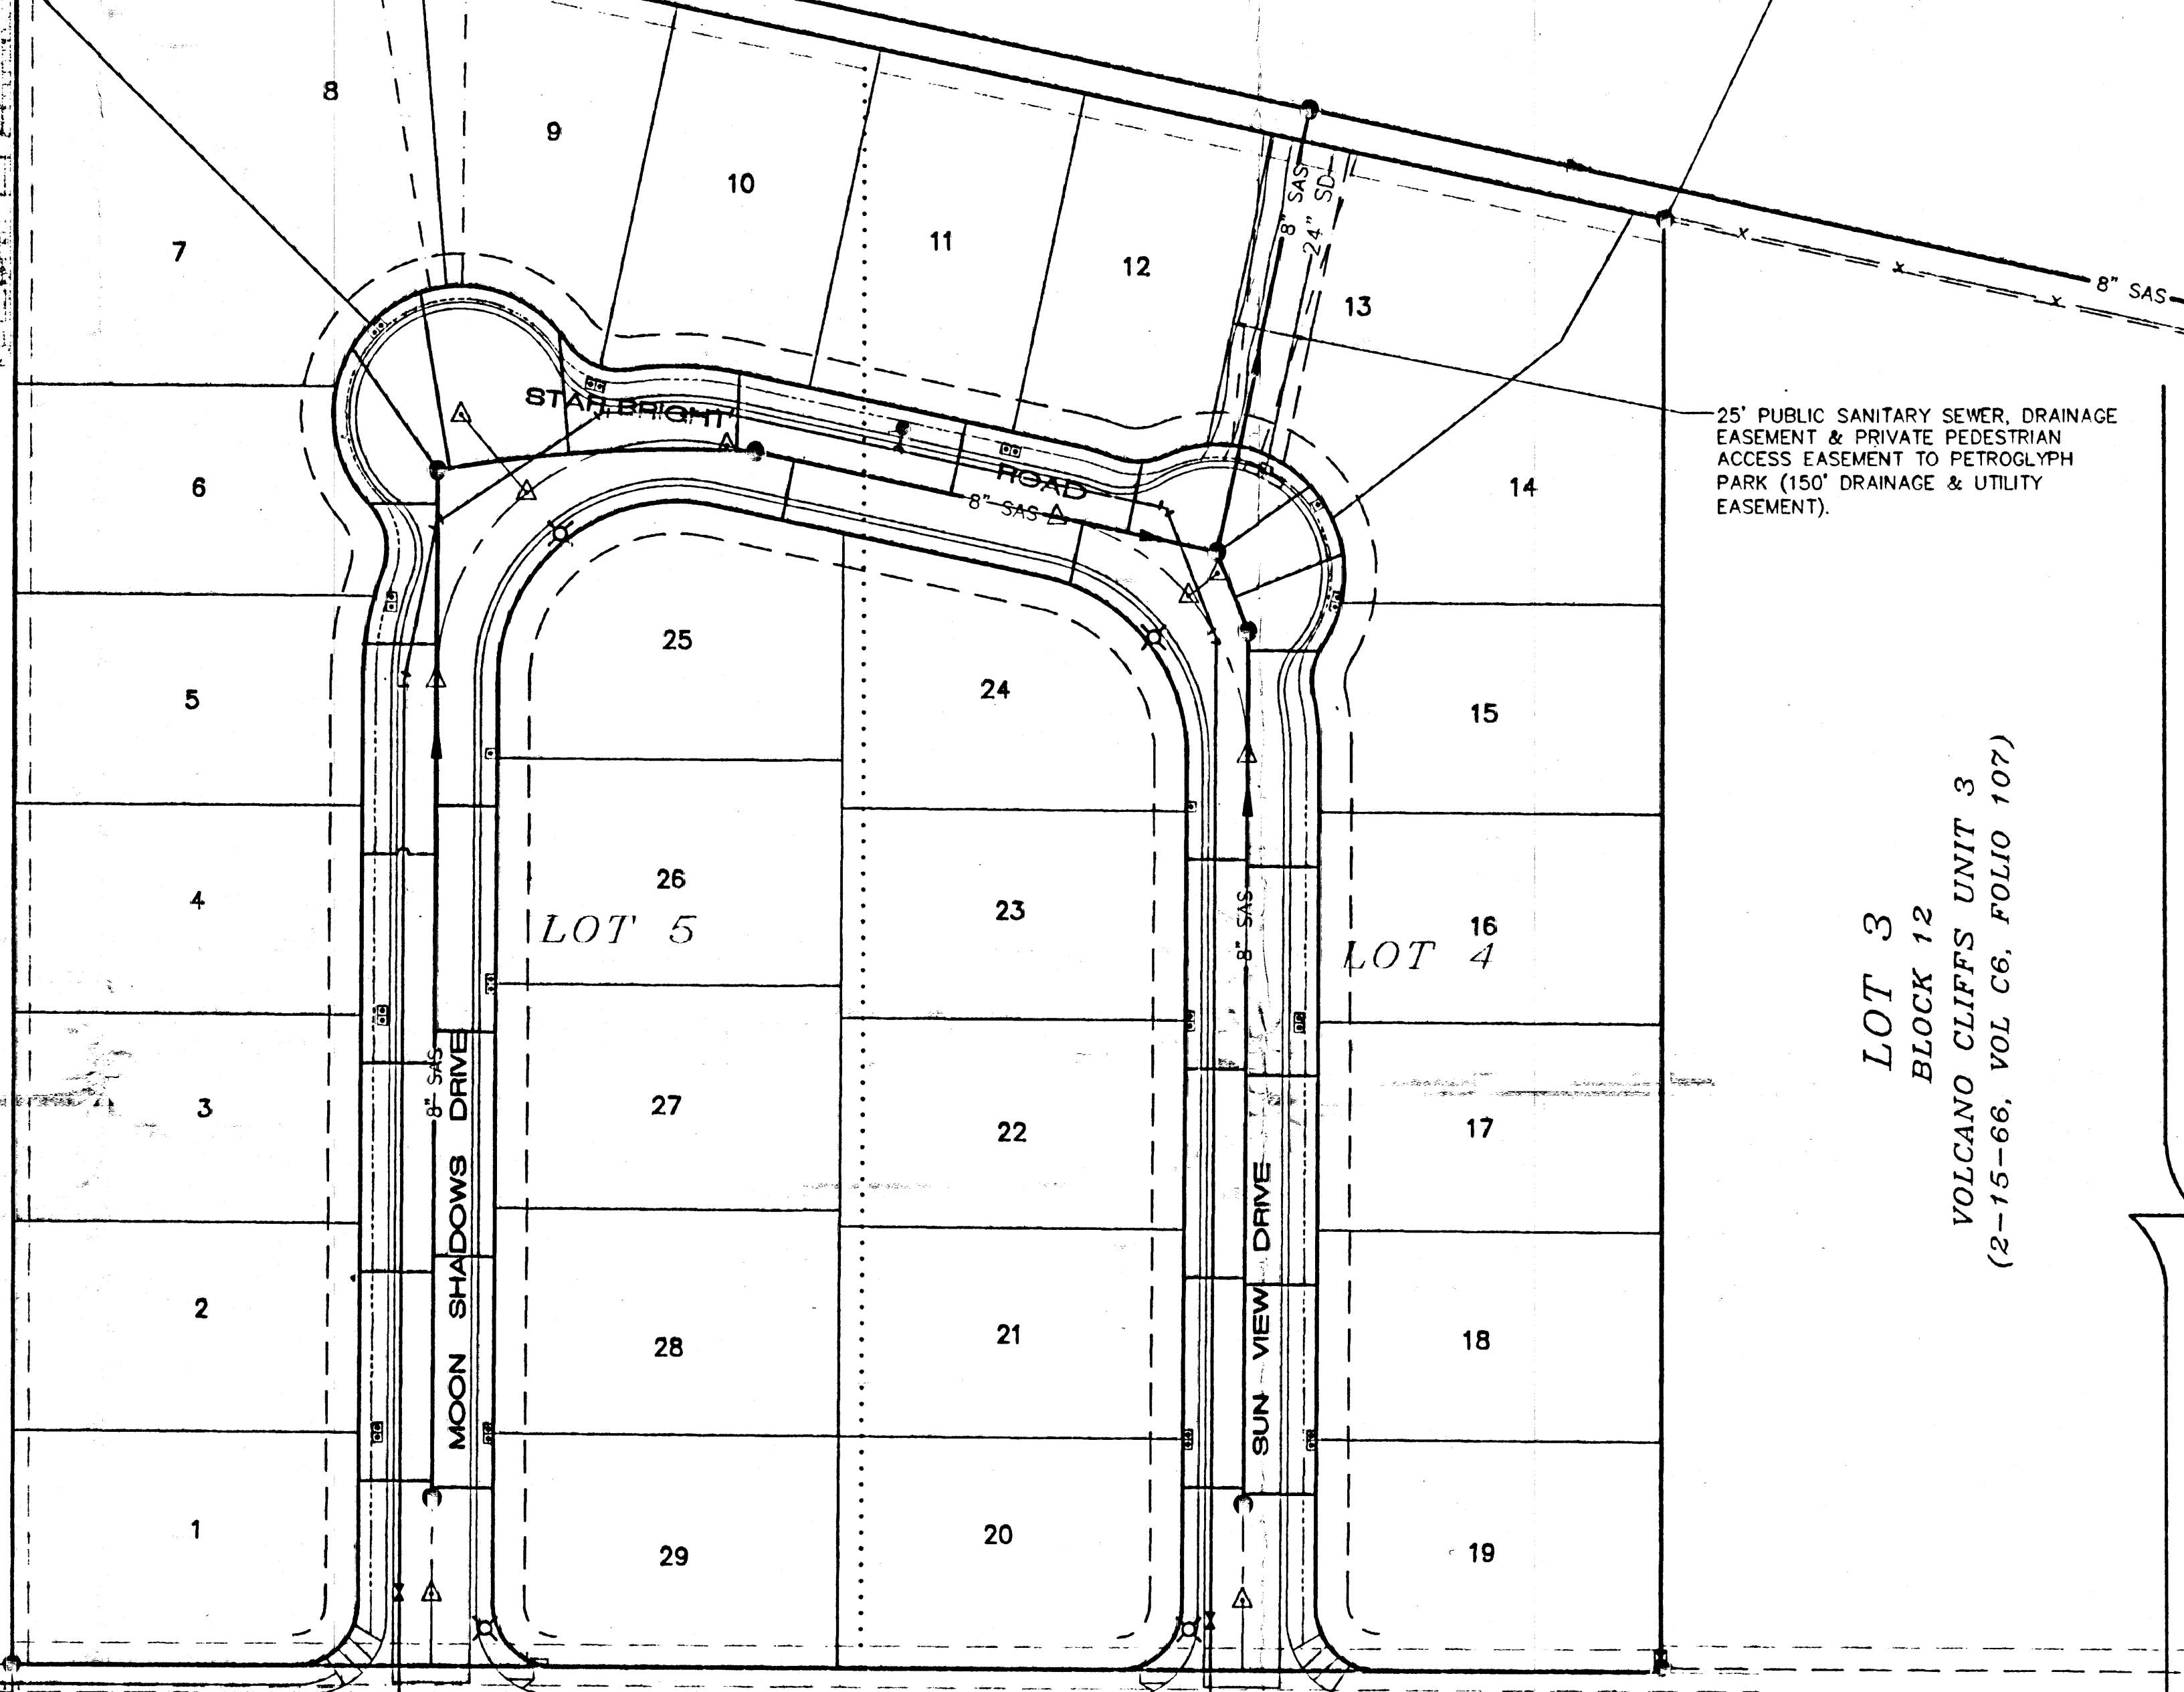 8
9
10
7
11
12
8" SAS
24" SD
13
8" SAS
STAR BRIGHT
ROAD
8" SAS
6
14
25' PUBLIC SANITARY SEWER, DRAINAGE
EASEMENT & PRIVATE PEDESTRIAN
ACCESS EASEMENT TO PETROGLYPH
PARK (150' DRAINAGE & UTILITY
EASEMENT).
25
24
5
15
26
23
4
16
LOT 5
8" SAS
LOT 4
LOT 3
BLOCK 12
VOLCANO CLIFFS UNIT 3
(2-15-66, VOL C6, FOLIO 107)
8" SAS
MOON SHADOWS DRIVE
3
27
22
17
SUN VIEW DRIVE
2
28
21
18
1
29
20
19